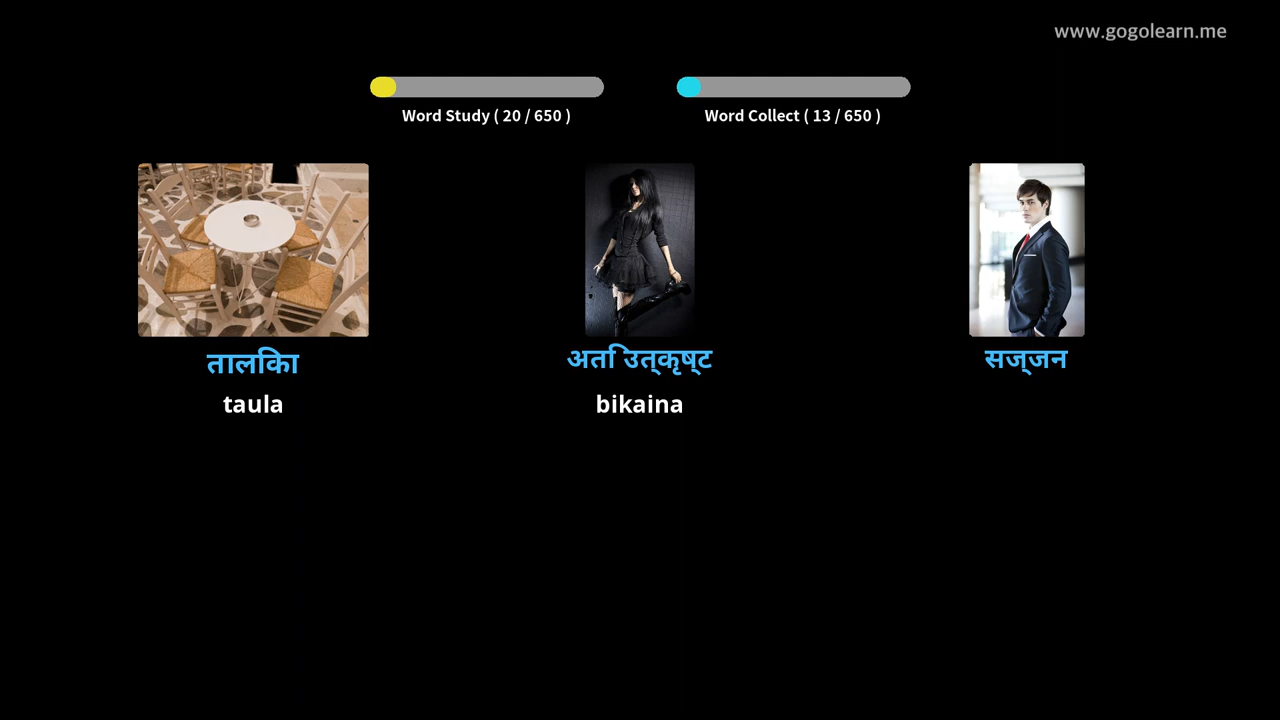 www.gogolearn.me
Word Study ( 20 / 650 )
Word Collect ( 13 / 650 )
तालिका
taula
अति उत्कृष्ट
bikaina
सज्जन